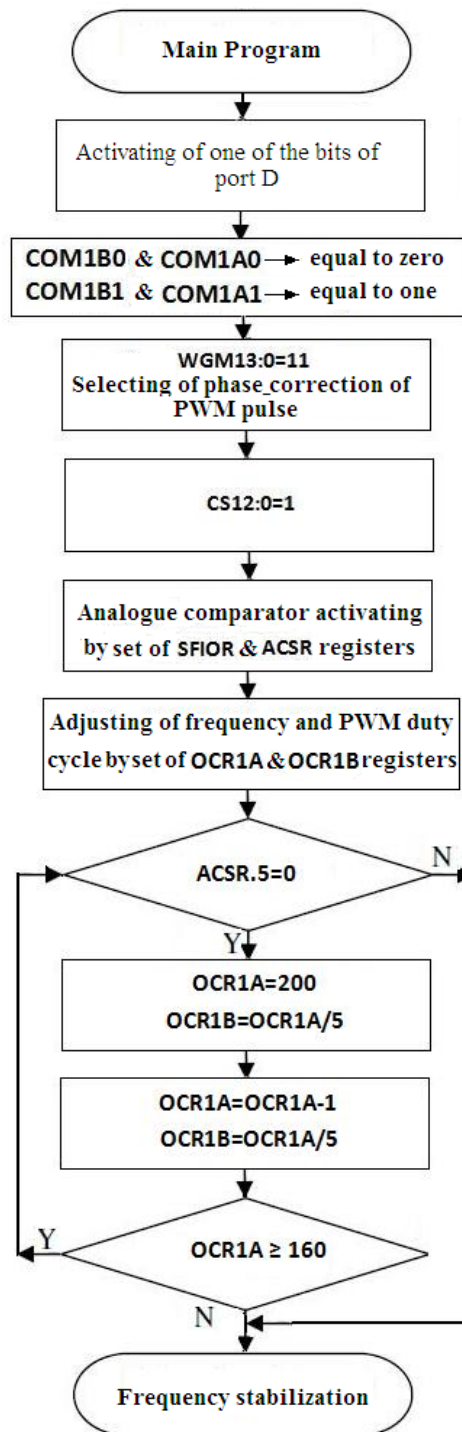 Main Program
Activating of one of the bits of
port D
COM1B0 & COM1A0 → equal to zero
COM1B1 & COM1A1 → equal to one
WGM13:0=11
Selecting of phase_correction of
PWM pulse
CS12:0=1
Analogue comparator activating
by set of SFIOR & ACSR registers
Adjusting of frequency and PWM duty
cycle by set of OCR1A & OCR1B registers
ACSR.5=0
N
Y
OCR1A=200
OCR1B=OCR1A/5
OCR1A=OCR1A-1
OCR1B=OCR1A/5
Y
OCR1A ≥ 160
N
Frequency stabilization